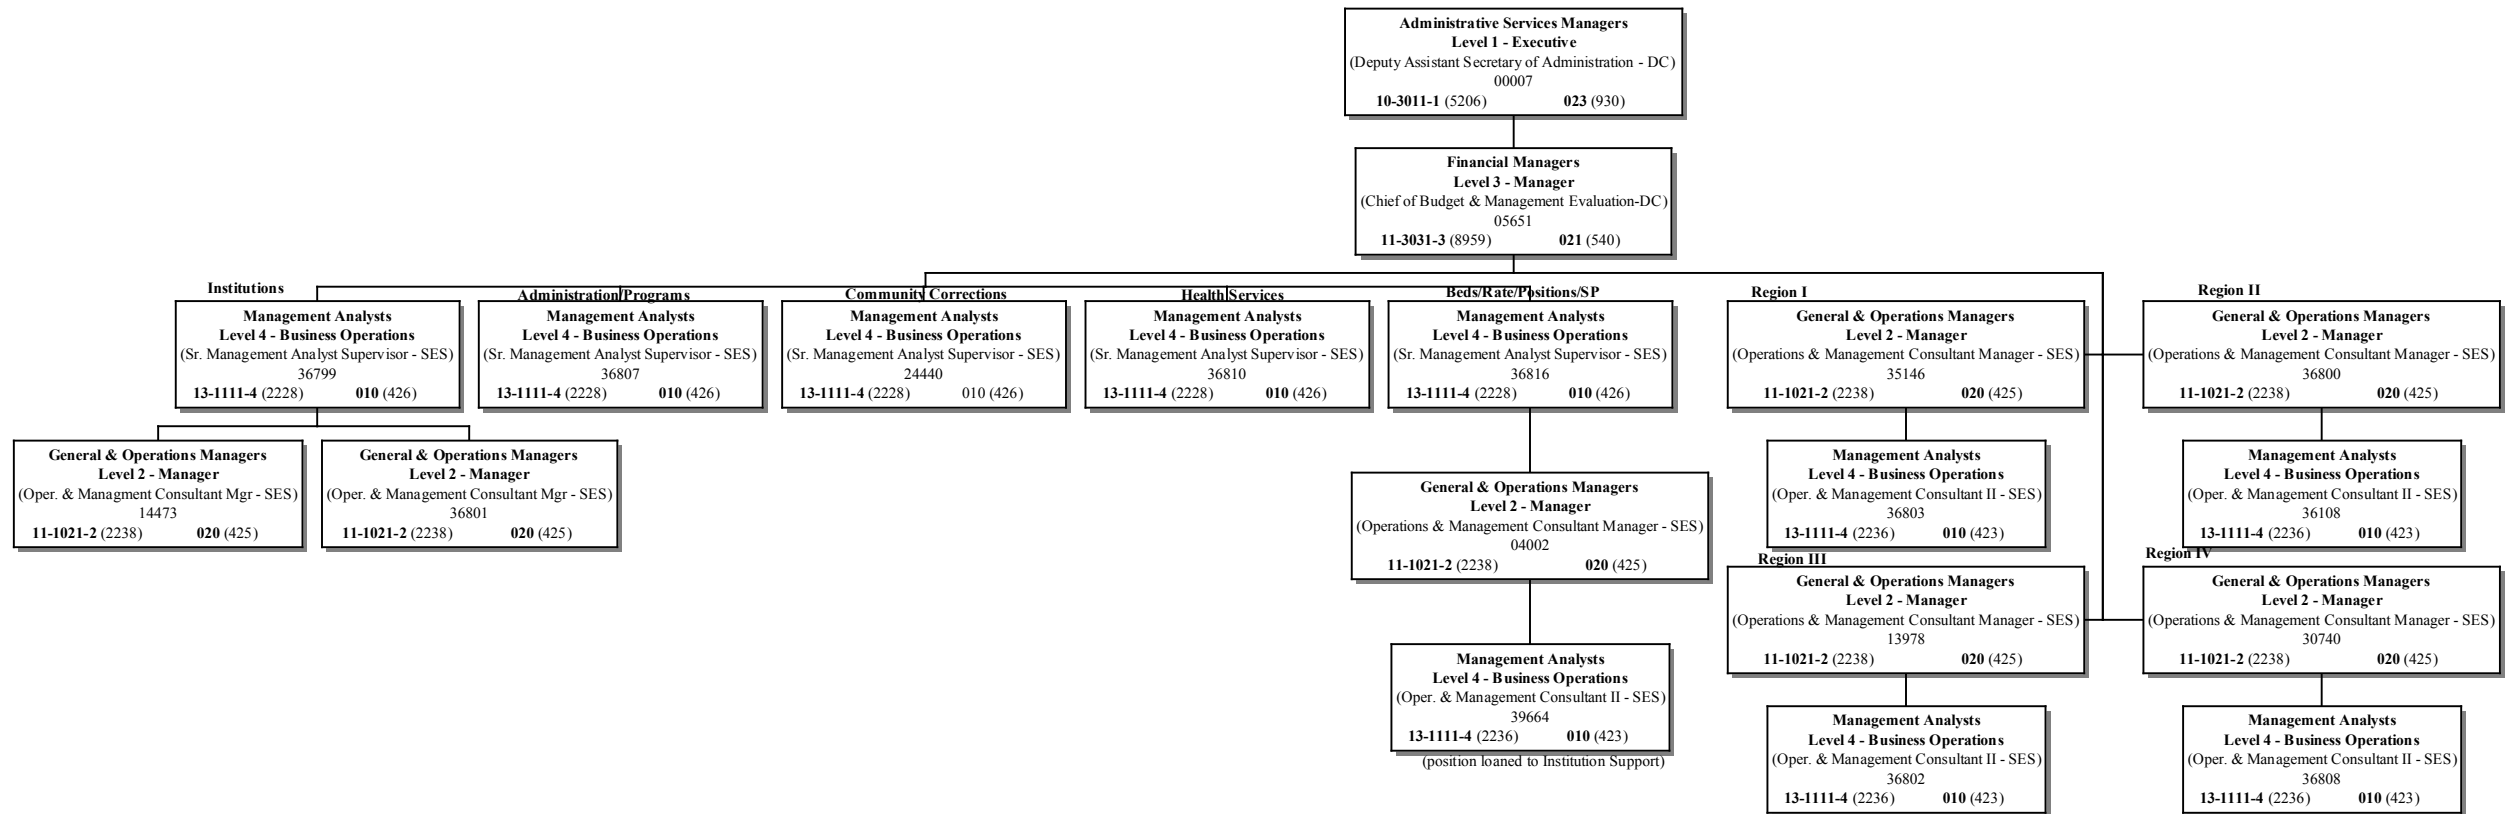 Administrative Services Managers
Level 1 - Executive
(Deputy Assistant Secretary of Administration - DC)
00007
10-3011-1 (5206) 023 (930)
Financial Managers
Level 3 - Manager
(Chief of Budget & Management Evaluation-DC)
05651
11-3031-3 (8959) 021 (540)
Institutions
Management Analysts
Level 4 - Business Operations
(Sr. Management Analyst Supervisor - SES)
36799
13-1111-4 (2228) 010 (426)
Administration/Programs
Management Analysts
Level 4 - Business Operations
(Sr. Management Analyst Supervisor - SES)
36807
13-1111-4 (2228) 010 (426)
Community Corrections
Management Analysts
Level 4 - Business Operations
(Sr. Management Analyst Supervisor - SES)
24440
13-1111-4 (2228) 010 (426)
Health Services
Management Analysts
Level 4 - Business Operations
(Sr. Management Analyst Supervisor - SES)
36810
13-1111-4 (2228) 010 (426)
Beds/Rate/Positions/SP
Management Analysts
Level 4 - Business Operations
(Sr. Management Analyst Supervisor - SES)
36816
13-1111-4 (2228) 010 (426)
Region I
General & Operations Managers
Level 2 - Manager
(Operations & Management Consultant Manager - SES)
35146
11-1021-2 (2238) 020 (425)
Region II
General & Operations Managers
Level 2 - Manager
(Operations & Management Consultant Manager - SES)
36800
11-1021-2 (2238) 020 (425)
General & Operations Managers
Level 2 - Manager
(Oper. & Managment Consultant Mgr - SES)
14473
11-1021-2 (2238) 020 (425)
General & Operations Managers
Level 2 - Manager
(Oper. & Management Consultant Mgr - SES)
36801
11-1021-2 (2238) 020 (425)
General & Operations Managers
Level 2 - Manager
(Operations & Management Consultant Manager - SES)
04002
11-1021-2 (2238) 020 (425)
Management Analysts
Level 4 - Business Operations
(Oper. & Management Consultant II - SES)
36803
13-1111-4 (2236) 010 (423)
Management Analysts
Level 4 - Business Operations
(Oper. & Management Consultant II - SES)
36108
13-1111-4 (2236) 010 (423)
Region III
General & Operations Managers
Level 2 - Manager
(Operations & Management Consultant Manager - SES)
13978
11-1021-2 (2238) 020 (425)
Region IV
General & Operations Managers
Level 2 - Manager
(Operations & Management Consultant Manager - SES)
30740
11-1021-2 (2238) 020 (425)
Management Analysts
Level 4 - Business Operations
(Oper. & Management Consultant II - SES)
39664
13-1111-4 (2236) 010 (423)
(position loaned to Institution Support)
Management Analysts
Level 4 - Business Operations
(Oper. & Management Consultant II - SES)
36802
13-1111-4 (2236) 010 (423)
Management Analysts
Level 4 - Business Operations
(Oper. & Management Consultant II - SES)
36808
13-1111-4 (2236) 010 (423)